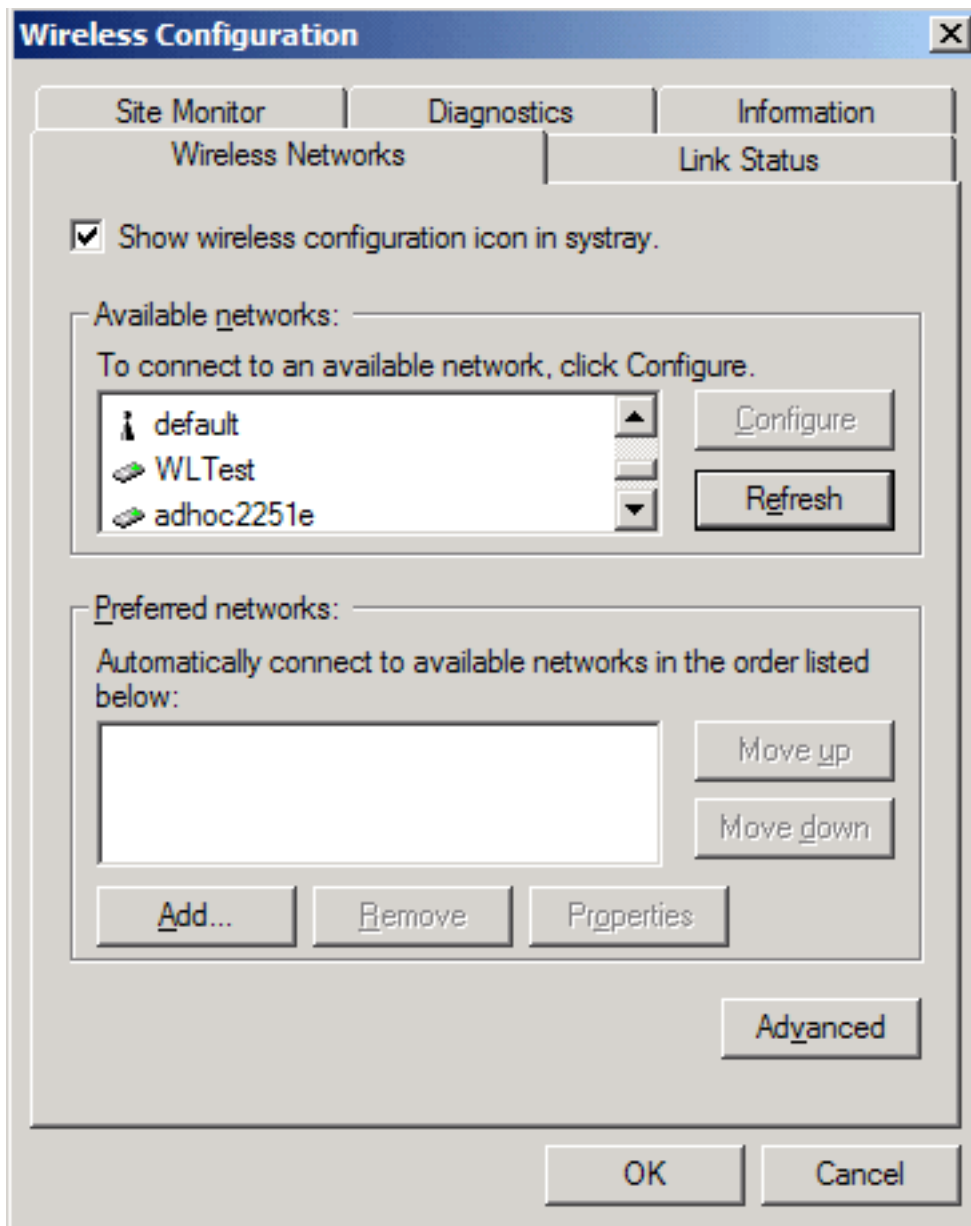 Wireless Configuration
Site Monitor
Diagnostics
Information
Wireless Networks
Link Status
Show wireless configuration icon in systray.
Available networks:
To connect to an available network, click Configure.
default
WLTest
adhoc2251e
Configure
Refresh
Preferred networks:
Automatically connect to available networks in the order listed
below:
Move up
Move down
Add...
Remove
Properties
Advanced
OK
Cancel